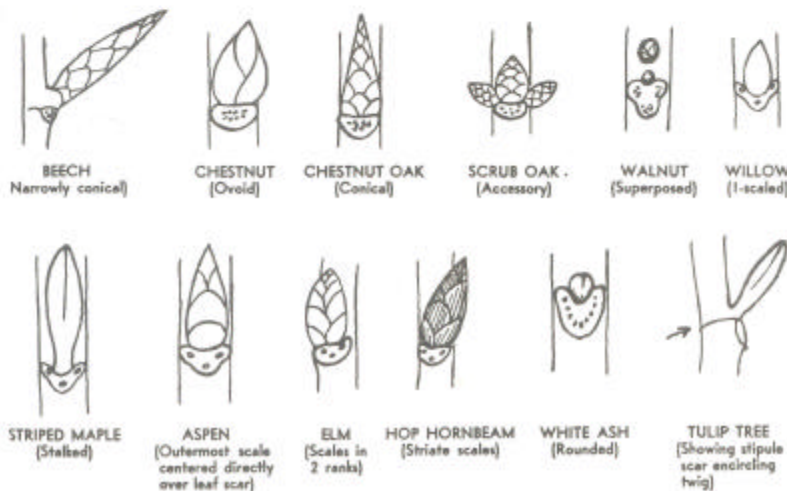 BEECH
Narrowly conical)
CHESTNUT
(Ovoid)
CHESTNUT OAK
(Conical)
SCRUB OAK .
(Accessory)
WALNUT
(Superposed)
WILLOW
(1-scaled)
STRIPED MAPLE
(Stalked)
ASPEN
(Outermost scale
centered directly
over leaf scar)
ELM
(Scales in
2 ranks)
HOP HORNBEAM
(Striate scales)
WHITE ASH
(Rounded)
TULIP TREE
(Showing stipule
scar encircling
twig)